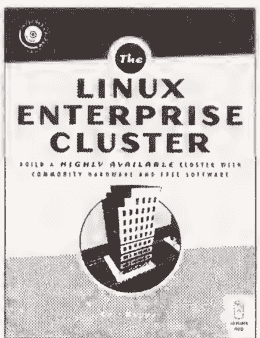 The
LINUX
ENTERPRISE
CLUSTER
BUILD A HIGHLY AVAILABLE CLUSTER WITH
COMMODITY HARDWARE AND FREE SOFTWARE